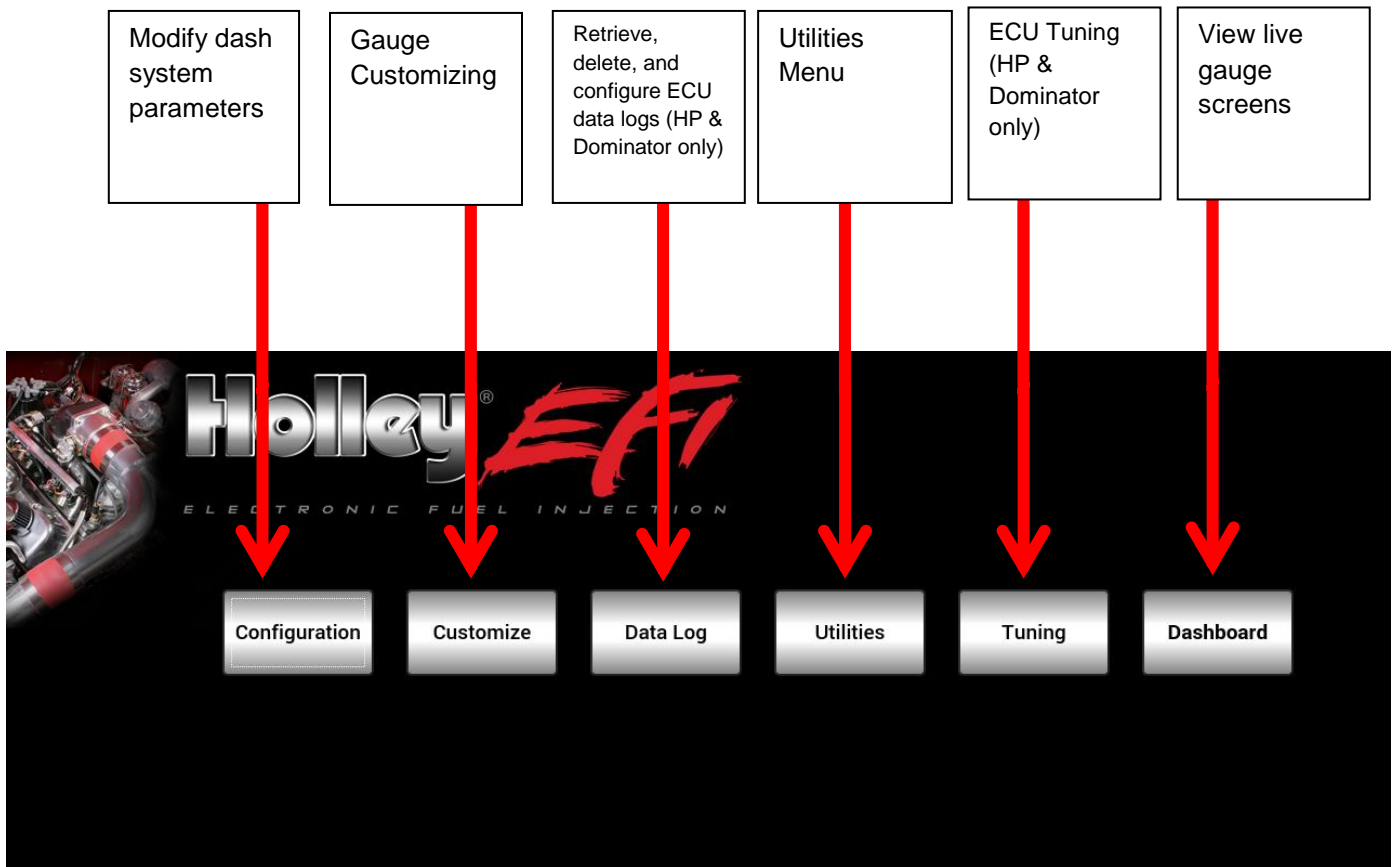 Modify dash
system
parameters
Gauge
Customizing
Retrieve,
delete, and
configure ECU
data logs (HP &
Dominator only)
Utilities
Menu
ECU Tuning
(HP &
Dominator
only)
View live
gauge
screens
Holley® EFI
ELECTRONIC FUEL INJECTION
Configuration
Customize
Data Log
Utilities
Tuning
Dashboard